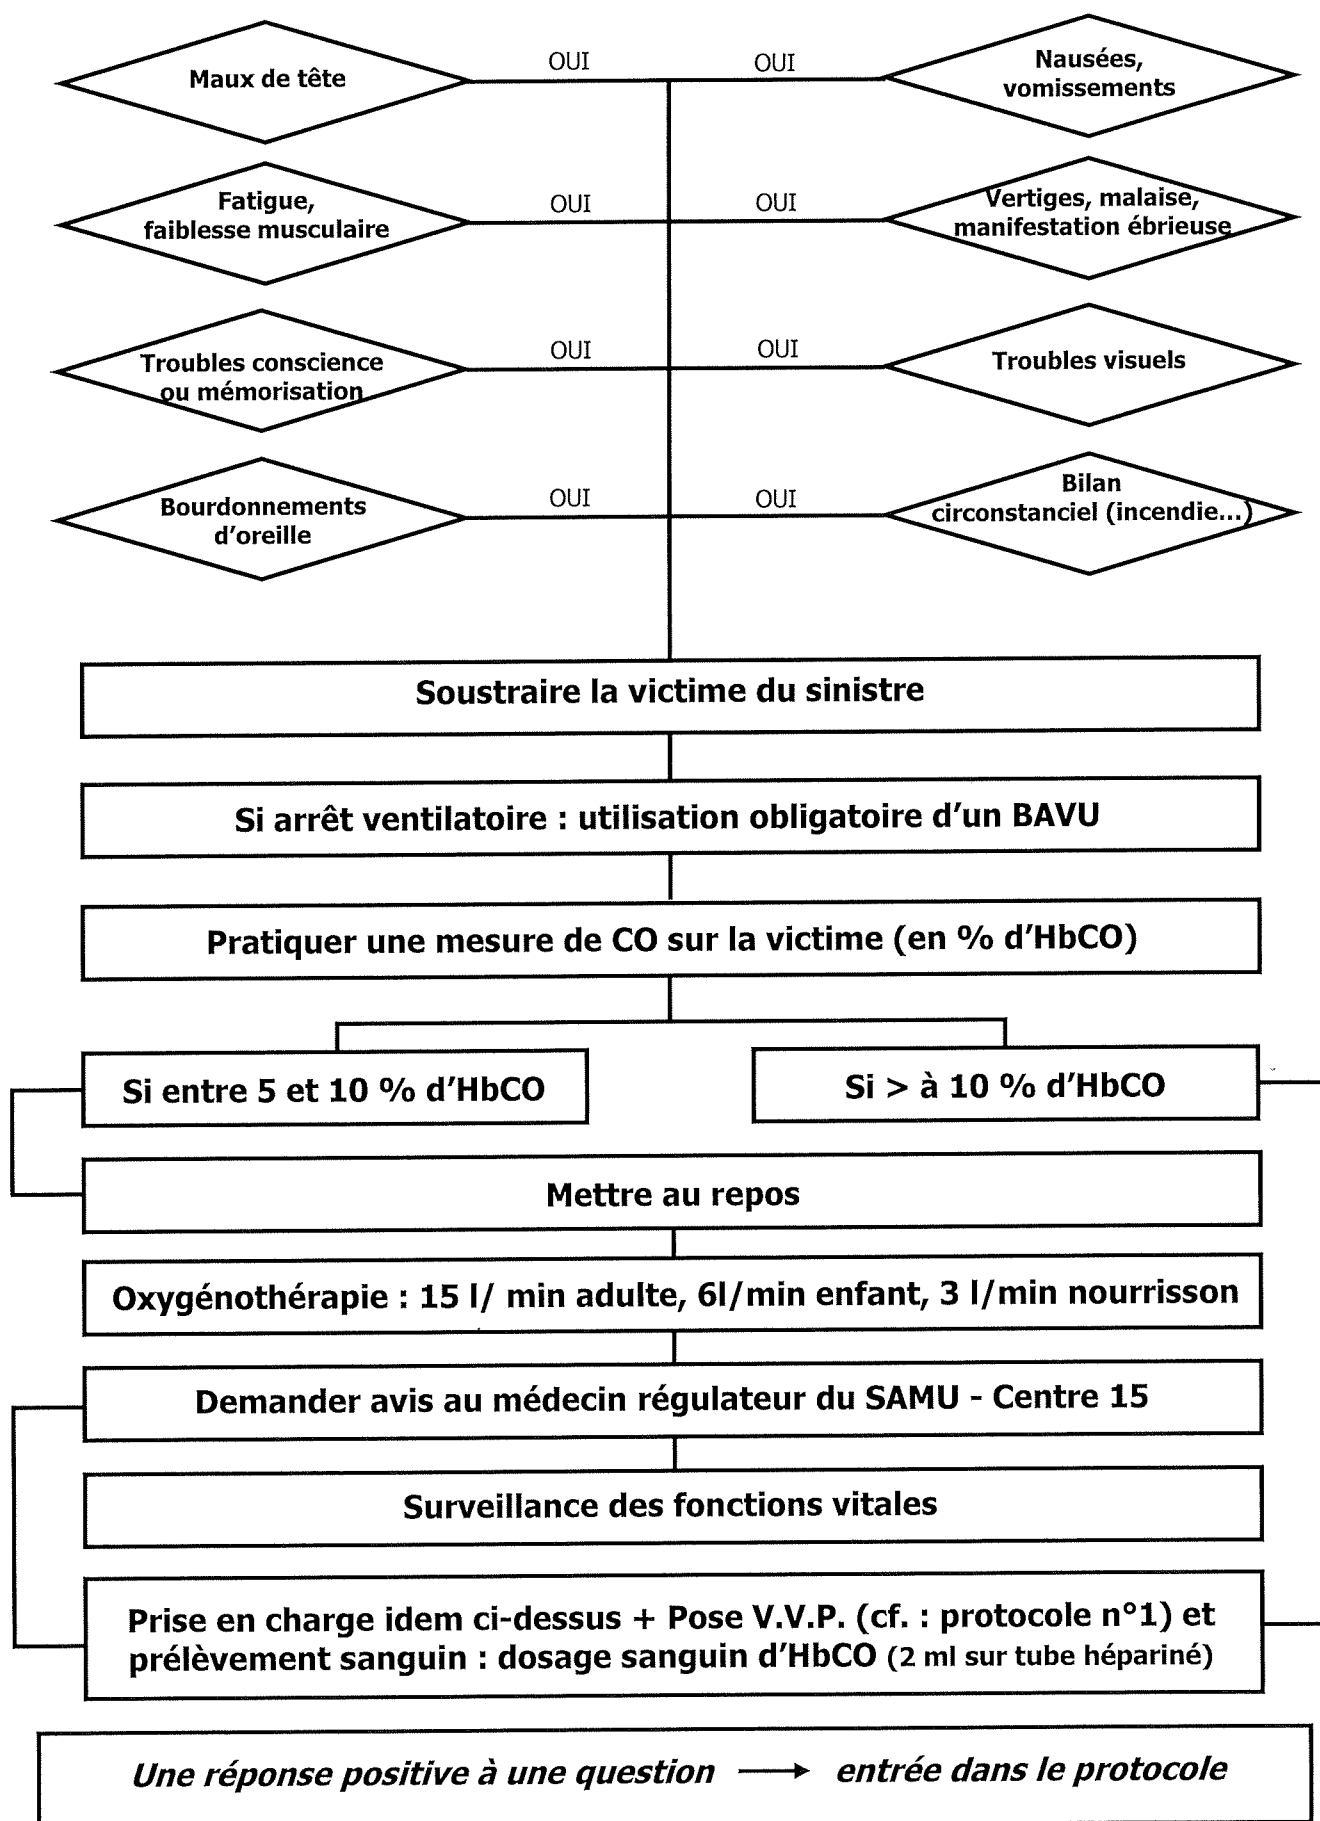 Maux de tête
OUI
OUI
Nausées,
vomissements
Fatigue,
faiblesse musculaire
OUI
OUI
Vertiges, malaise,
manifestation ébrieuse
Troubles conscience
ou mémorisation
OUI
OUI
Troubles visuels
Bourdonnements
d'oreille
OUI
OUI
Bilan
circonstanciel (incendie...)
Soustraire la victime du sinistre
Si arrêt ventilatoire : utilisation obligatoire d'un BAVU
Pratiquer une mesure de CO sur la victime (en % d'HbCO)
Si entre 5 et 10 % d'HbCO
Si > à 10 % d'HbCO
Mettre au repos
Oxygénothérapie : 15 l/ min adulte, 6l/min enfant, 3 l/min nourrisson
Demander avis au médecin régulateur du SAMU - Centre 15
Surveillance des fonctions vitales
Prise en charge idem ci-dessus + Pose V.V.P. (cf. : protocole n°1) et
prélèvement sanguin : dosage sanguin d'HbCO (2 ml sur tube hépariné)
Une réponse positive à une question → entrée dans le protocole